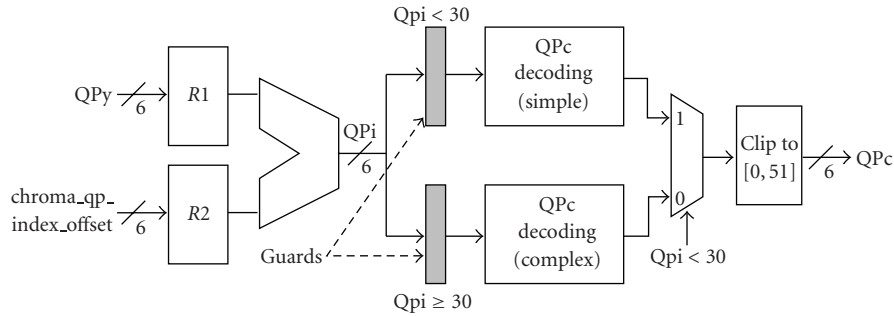 Qpi < 30
QPy
6
R1
QPi
6
QPc
decoding
(simple)
1
Clip to
[0, 51]
6
QPc
chroma_qp_
index_offset
6
R2
Guards
QPc
decoding
(complex)
0
Qpi < 30
Qpi ≥ 30